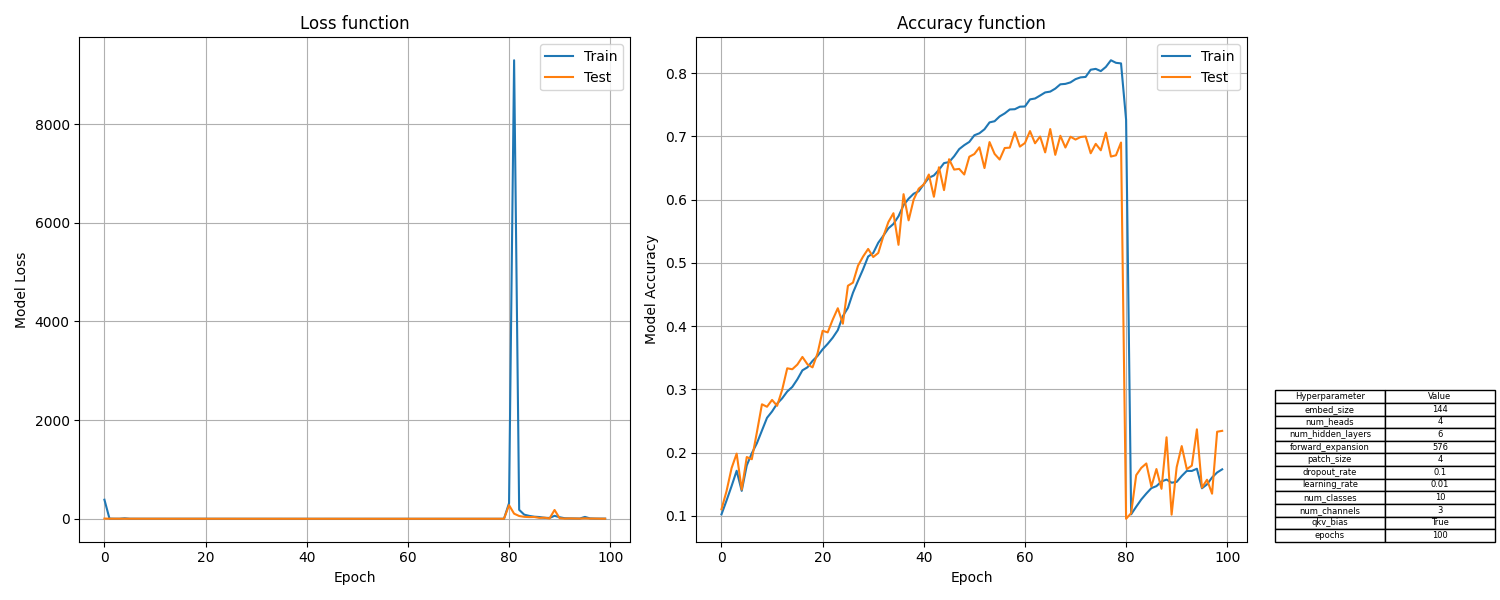 Loss function
Model Loss
8000
6000
4000
2000
0
0 20 40 60 80 100
Epoch
Train
Test
Accuracy function
Model Accuracy
0.8
0.7
0.6
0.5
0.4
0.3
0.2
0.1
0 20 40 60 80 100
Epoch
Train
Test
Hyperparameter Value
embed_size 144
num_heads 4
num_hidden_layers 6
forward_expansion 576
patch_size 4
dropout_rate 0.1
learning_rate 0.01
num_classes 10
num_channels 3
qkv_bias True
epochs 100